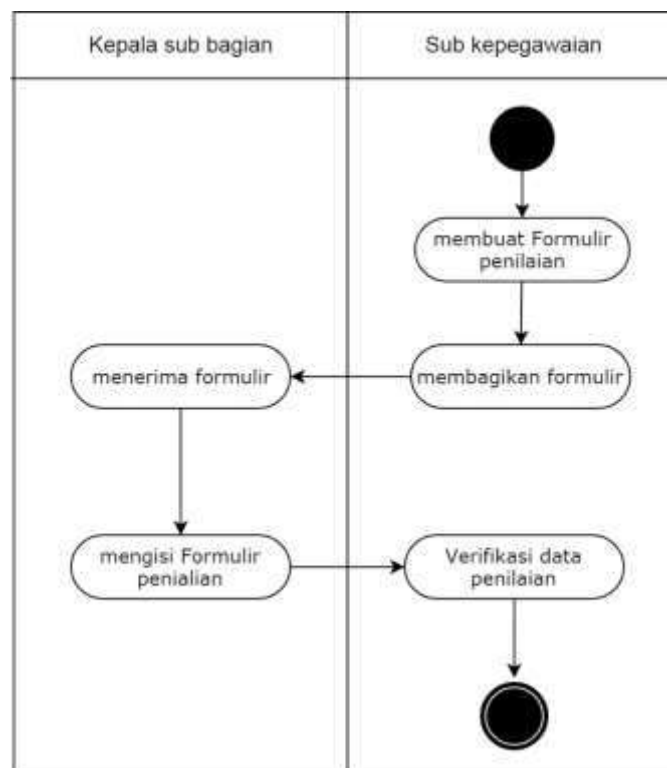 Kepala sub bagian
Sub kepegawaian
membuat Formulir
penilaian
membagikan formulir
menerima formulir
mengisi Formulir
penialian
Verifikasi data
penilaian